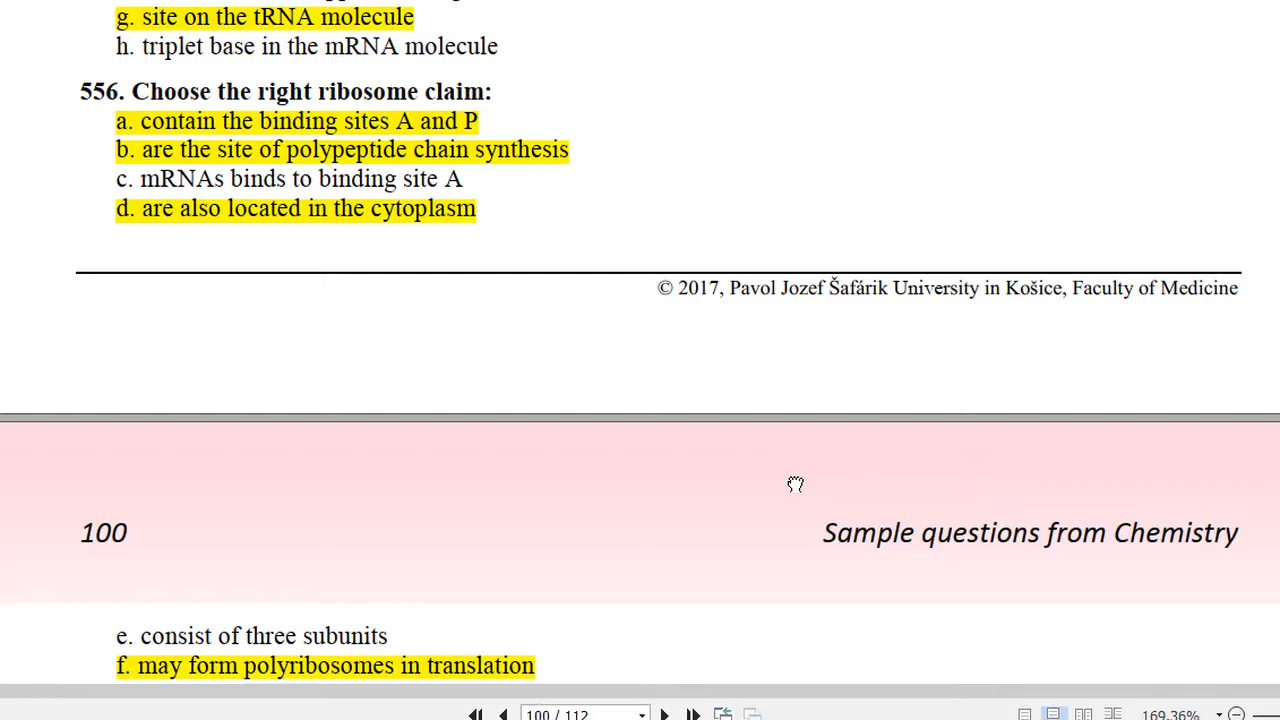 g. site on the tRNA molecule
h. triplet base in the mRNA molecule
556. Choose the right ribosome claim:
a. contain the binding sites A and P
b. are the site of polypeptide chain synthesis
c. mRNAs binds to binding site A
d. are also located in the cytoplasm
© 2017, Pavol Jozef Šafárik University in Košice, Faculty of Medicine
100 Sample questions from Chemistry
e. consist of three subunits
f. may form polyribosomes in translation
100 / 112 169.36%